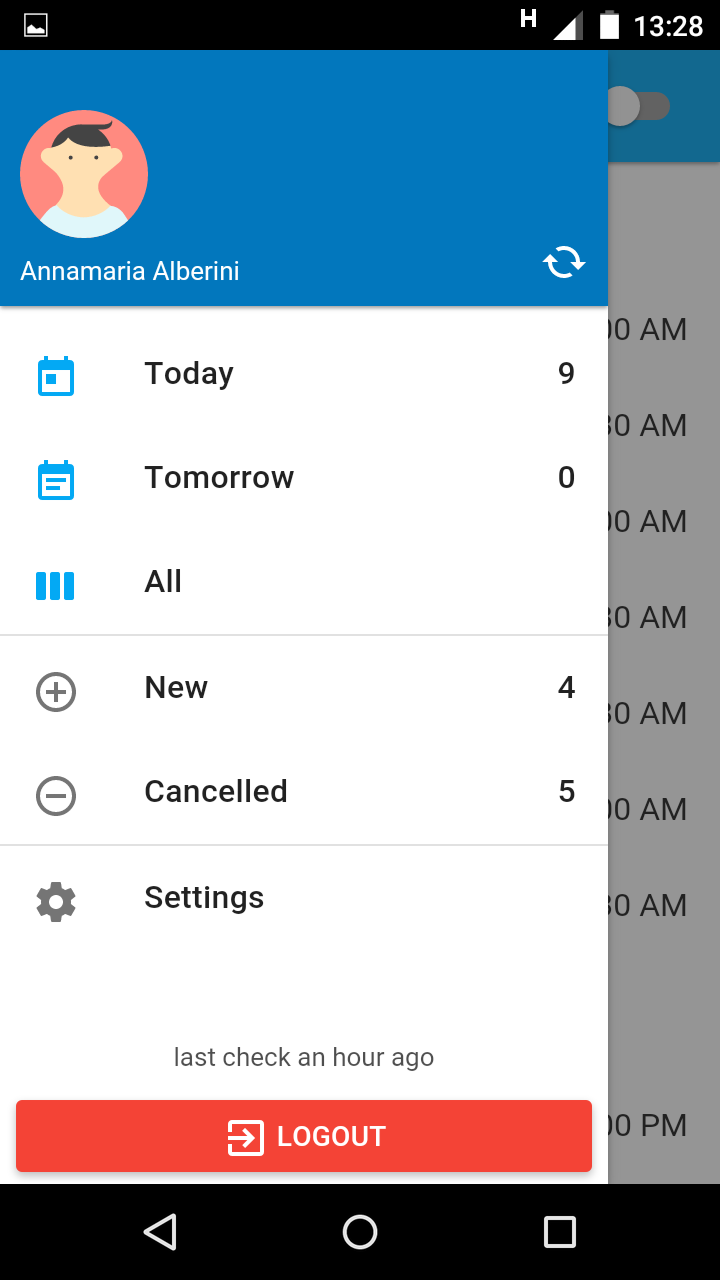 H 13:28
Annamaria Alberini
Today 9
Tomorrow 0
All
New 4
Cancelled 5
Settings
last check an hour ago
LOGOUT
00 AM
30 AM
00 AM
30 AM
30 AM
00 AM
30 AM
00 PM